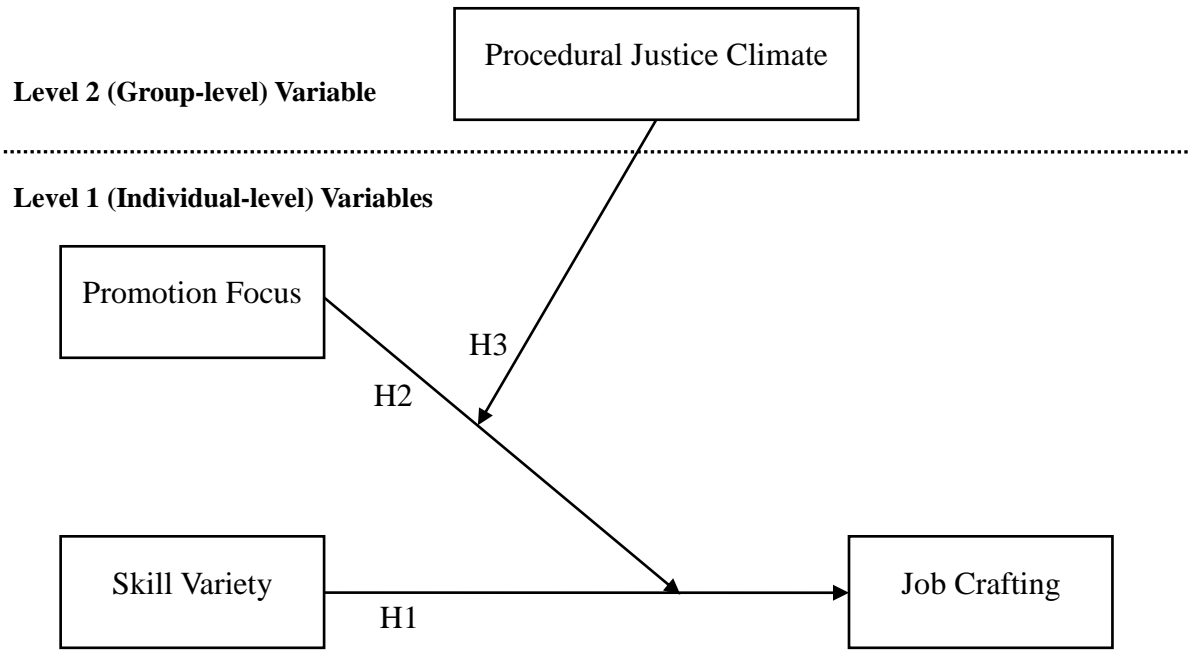 Procedural Justice Climate
Level 2 (Group-level) Variable
Level 1 (Individual-level) Variables
Promotion Focus
H3
H2
Skill Variety
Job Crafting
H1